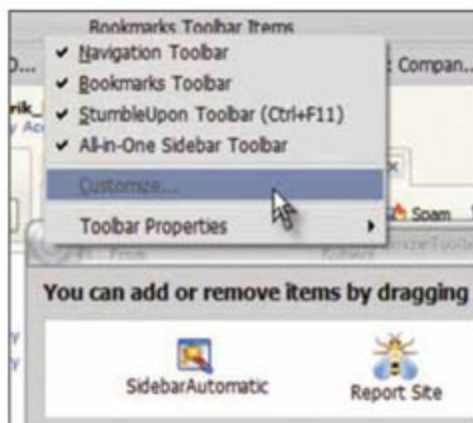 Bookmarks Toolbar Items
Navigation Toolbar
Bookmarks Toolbar
Compan...
StumbleUpon Toolbar (Ctrl+F11)
All-in-One Sidebar Toolbar
Customize...
Spam
Toolbar Properties
From
You can add or remove items by dragging
SidebarAutomatic
Report Site